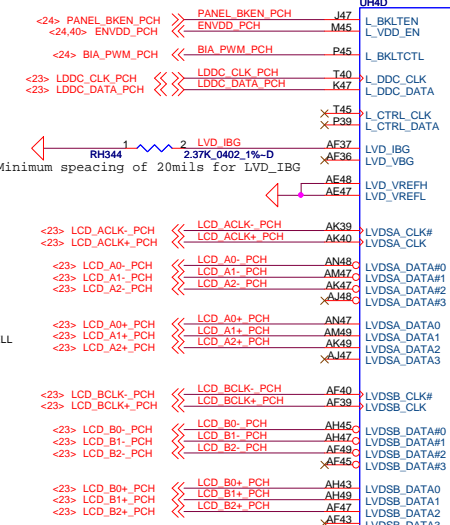 UH4D
<24> PANEL_BKEN_PCH PANEL_BKEN_PCH J47 L_BKLTEN
<24,40> ENVDD_PCH ENVDD_PCH M45 L_VDD_EN
<24> BIA_PWM_PCH BIA_PWM_PCH P45 L_BKLTCTL
<23> LDDC_CLK_PCH LDDC_CLK_PCH T40 L_DDC_CLK
<23> LDDC_DATA_PCH LDDC_DATA_PCH K47 L_DDC_DATA
T45 L_CTRL_CLK
P39 L_CTRL_DATA
1 2 LVD_IBG AF37 LVD_IBG
RH344 2.37K_0402_1%~D AF36 LVD_VBG
Minimum speacing of 20mils for LVD_IBG
AE48 LVD_VREFH
AE47 LVD_VREFL
<23> LCD_ACLK-_PCH LCD_ACLK-_PCH AK39 LVDSA_CLK#
<23> LCD_ACLK+_PCH LCD_ACLK+_PCH AK40 LVDSA_CLK
<23> LCD_A0-_PCH LCD_A0-_PCH AN48 LVDSA_DATA#0
<23> LCD_A1-_PCH LCD_A1-_PCH AM47 LVDSA_DATA#1
<23> LCD_A2-_PCH LCD_A2-_PCH AK47 LVDSA_DATA#2
AJ48 LVDSA_DATA#3
<23> LCD_A0+_PCH LCD_A0+_PCH AN47 LVDSA_DATA0
<23> LCD_A1+_PCH LCD_A1+_PCH AM49 LVDSA_DATA1
LL
<23> LCD_A2+_PCH LCD_A2+_PCH AK49 LVDSA_DATA2
AJ47 LVDSA_DATA3
<23> LCD_BCLK-_PCH LCD_BCLK-_PCH AF40 LVDSB_CLK#
<23> LCD_BCLK+_PCH LCD_BCLK+_PCH AF39 LVDSB_CLK
<23> LCD_B0-_PCH LCD_B0-_PCH AH45 LVDSB_DATA#0
<23> LCD_B1-_PCH LCD_B1-_PCH AH47 LVDSB_DATA#1
<23> LCD_B2-_PCH LCD_B2-_PCH AF49 LVDSB_DATA#2
AF45 LVDSB_DATA#3
<23> LCD_B0+_PCH LCD_B0+_PCH AH43 LVDSB_DATA0
<23> LCD_B1+_PCH LCD_B1+_PCH AH49 LVDSB_DATA1
<23> LCD_B2+_PCH LCD_B2+_PCH AF47 LVDSB_DATA2
AF43 LVDSB_DATA3